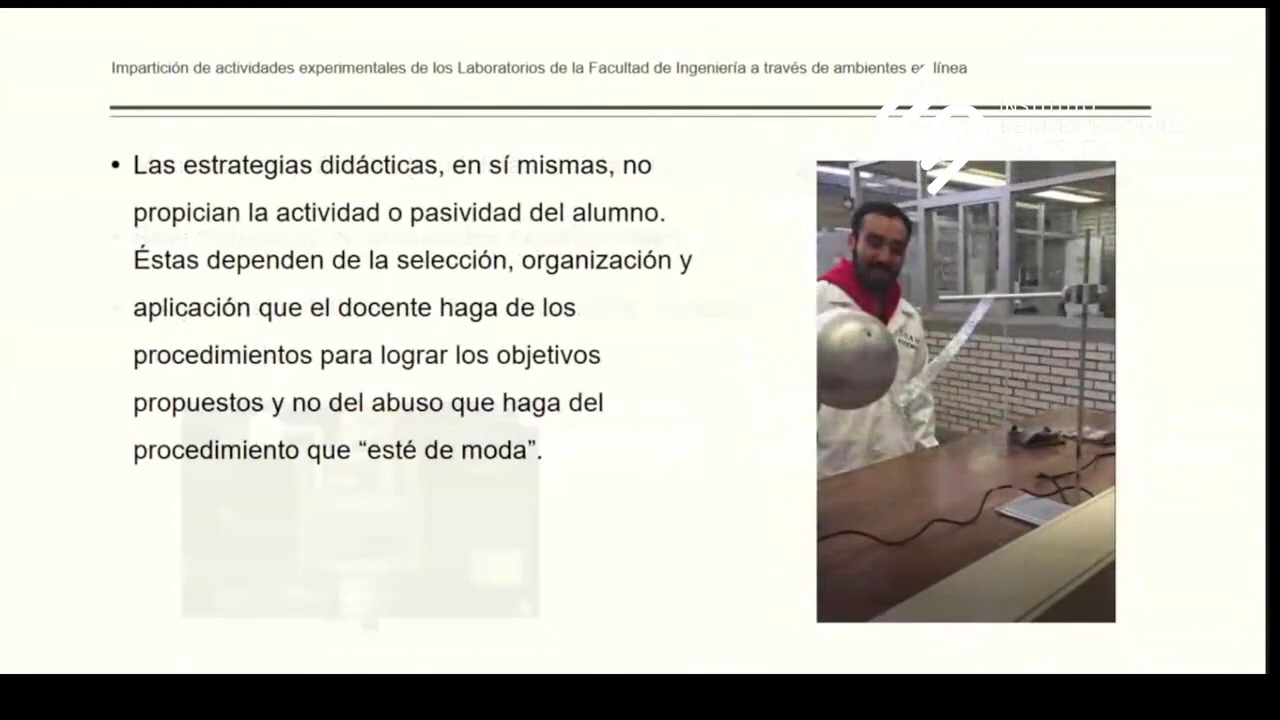 Impartición de actividades experimentales de los Laboratorios de la Facultad de Ingeniería a través de ambientes en línea
INSTITUTO
• Las estrategias didácticas, en sí mismas, no
propician la actividad o pasividad del alumno.
Éstas dependen de la selección, organización y
aplicación que el docente haga de los
procedimientos para lograr los objetivos
propuestos y no del abuso que haga del
procedimiento que “esté de moda”.